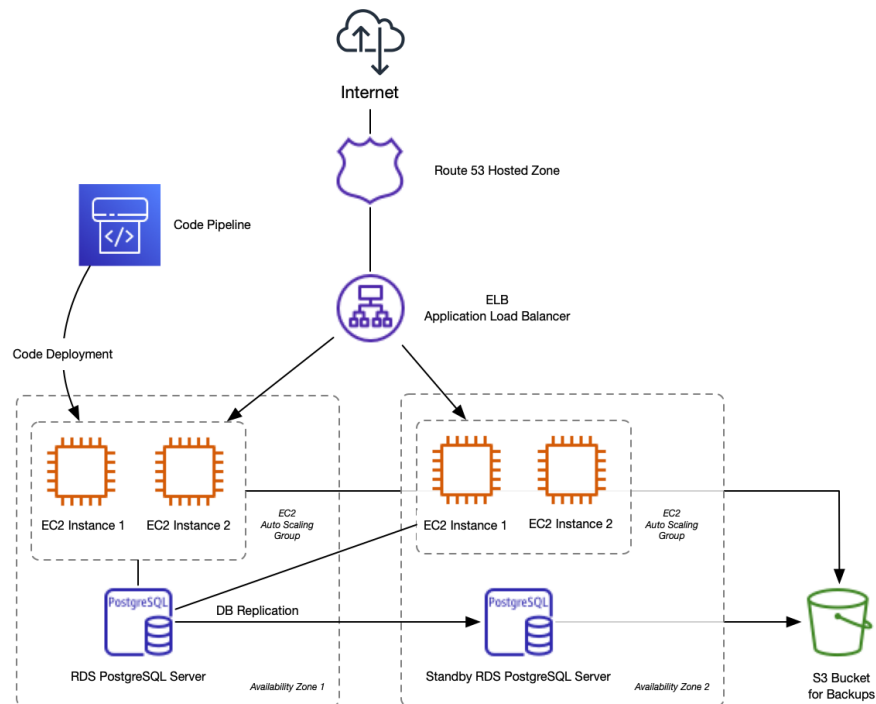 Internet
Route 53 Hosted Zone
Code Pipeline
ELB
Application Load Balancer
Code Deployment
EC2 Instance 1
EC2 Instance 2
EC2
Auto Scaling
Group
EC2 Instance 1
EC2 Instance 2
EC2
Auto Scaling
Group
PostgreSQL
DB Replication
PostgreSQL
RDS PostgreSQL Server
Availability Zone 1
Standby RDS PostgreSQL Server
Availability Zone 2
S3 Bucket
for Backups